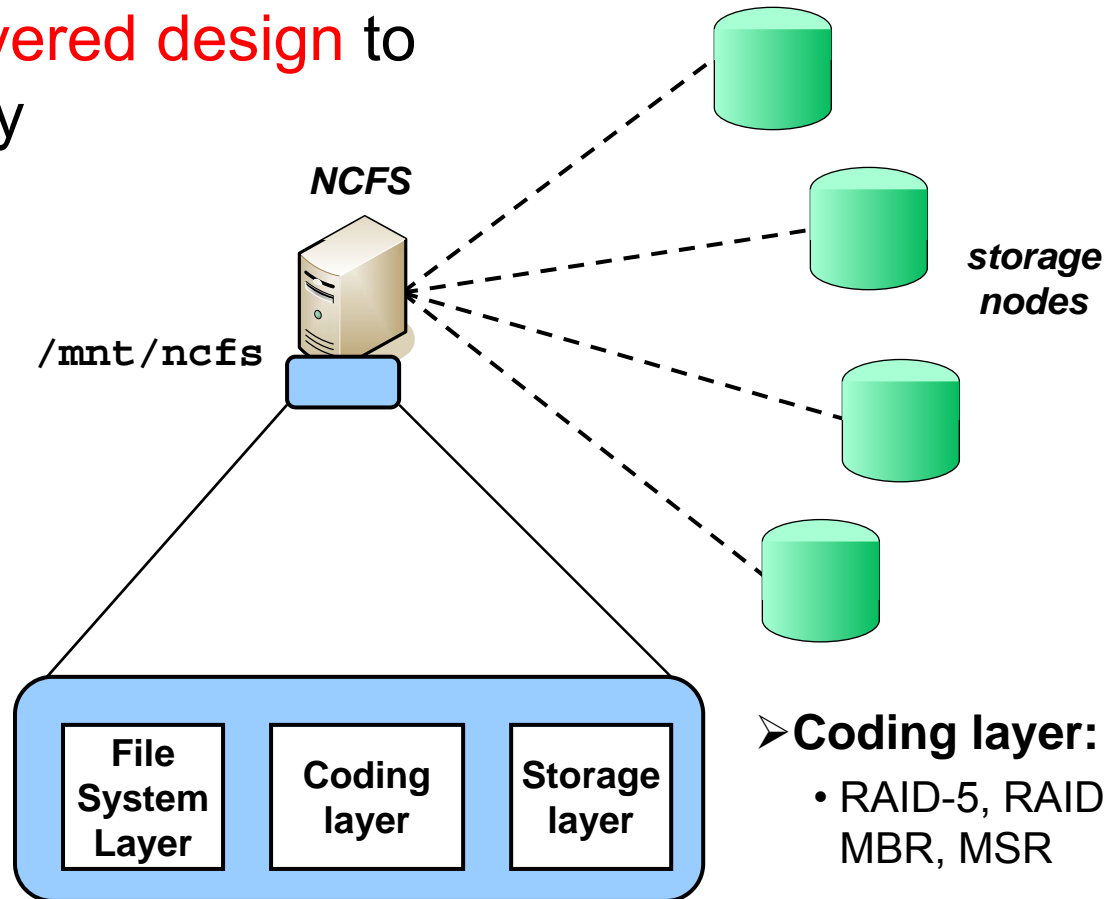 vered design to
y
NCFS
storage
nodes
/mnt/ncfs
File
System
Layer
Coding
layer
Storage
layer
➢Coding layer:
• RAID-5, RAID
MBR, MSR